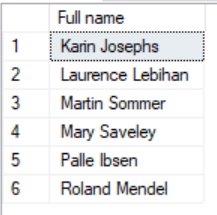 Full name
1 Karin Josephs
2 Laurence Lebihan
3 Martin Sommer
4 Mary Saveley
5 Palle Ibsen
6 Roland Mendel